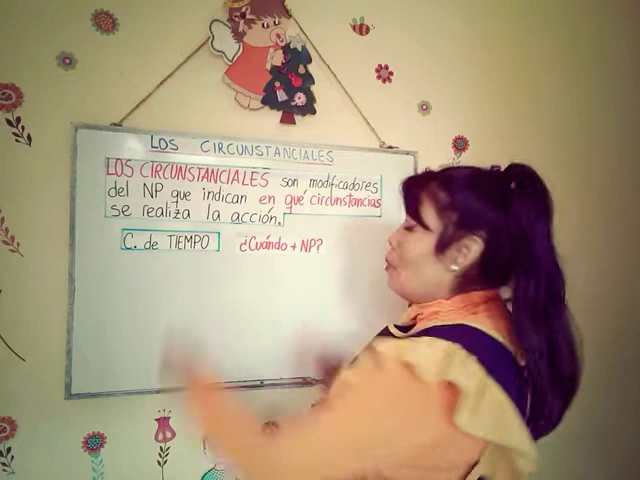 LOS CIRCUNSTANCIALES
LOS CIRCUNSTANCIALES son modificadores
del NP que indican en qué circunstancias
se realiza la acción.
C. de TIEMPO ¿Cuándo + NP?